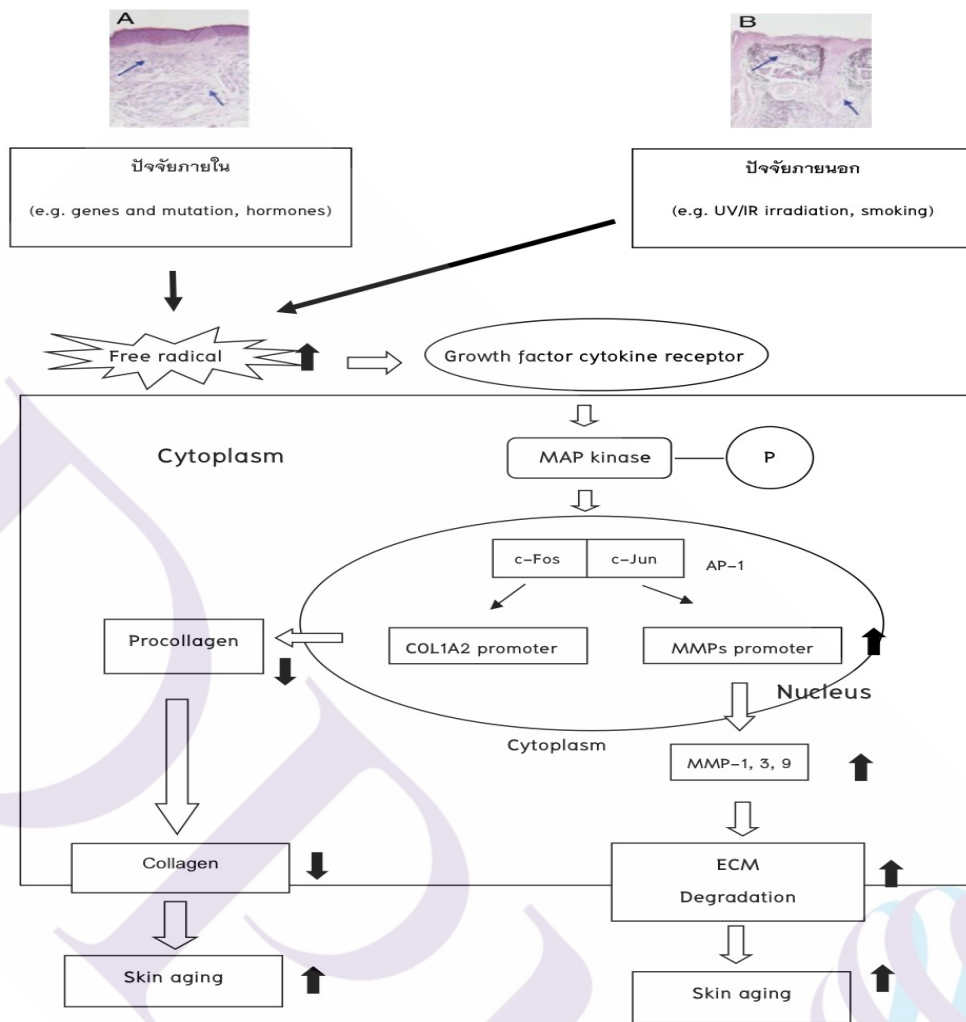 A
B
ปัจจัยภายใน
(e.g. genes and mutation, hormones)
ปัจจัยภายนอก
(e.g. UV/IR irradiation, smoking)
Free radical
Growth factor cytokine receptor
Cytoplasm
MAP kinase
P
c-Fos
c-Jun
AP-1
Procollagen
COL1A2 promoter
MMPs promoter
Nucleus
Cytoplasm
MMP-1, 3, 9
Collagen
ECM
Degradation
Skin aging
Skin aging